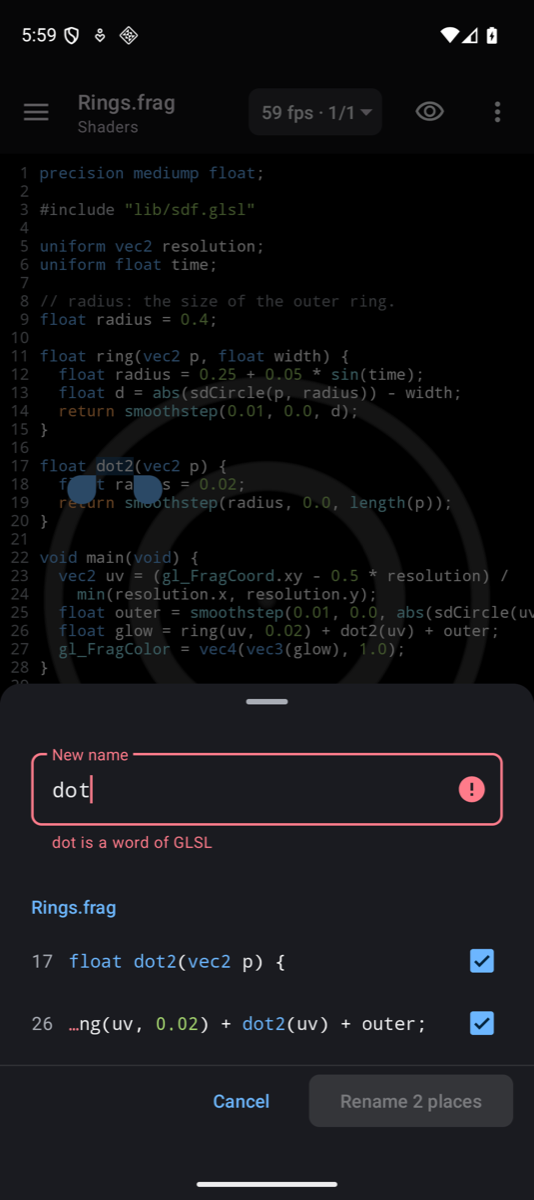 5:59
Rings.frag
Shaders
59 fps · 1/1
1 precision mediump float;
2
3 #include "lib/sdf.glsl"
4
5 uniform vec2 resolution;
6 uniform float time;
7
8 // radius: the size of the outer ring.
9 float radius = 0.4;
10
11 float ring(vec2 p, float width) {
12 float radius = 0.25 + 0.05 * sin(time);
13 float d = abs(sdCircle(p, radius)) - width;
14 return smoothstep(0.01, 0.0, d);
15 }
16
17 float dot2(vec2 p) {
18 f t ra s = 0.02;
19 return smoothstep(radius, 0.0, length(p));
20 }
21
22 void main(void) {
23 vec2 uv = (gl_FragCoord.xy - 0.5 * resolution) /
24 min(resolution.x, resolution.y);
25 float outer = smoothstep(0.01, 0.0, abs(sdCircle(uv
26 float glow = ring(uv, 0.02) + dot2(uv) + outer;
27 gl_FragColor = vec4(vec3(glow), 1.0);
28 }
New name
dot
dot is a word of GLSL
Rings.frag
17 float dot2(vec2 p) {
26 …ng(uv, 0.02) + dot2(uv) + outer;
Cancel
Rename 2 places